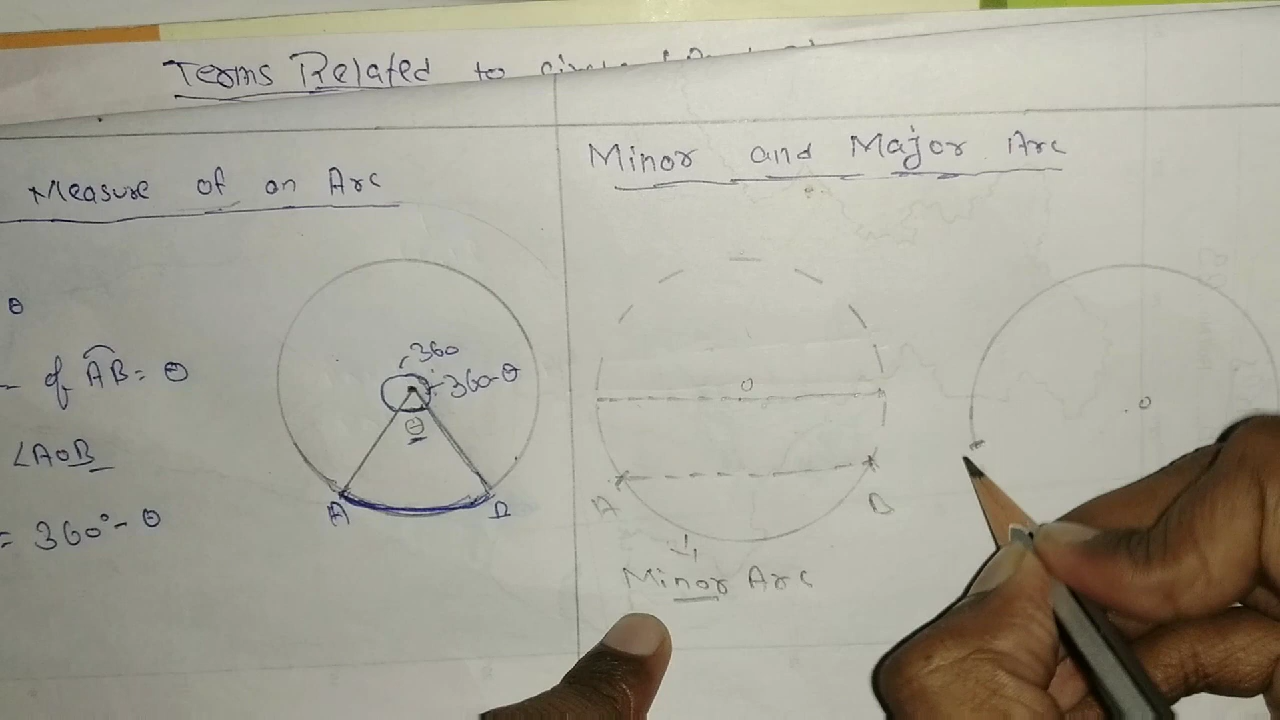 Terms Related to
Measure of an Arc
θ
of AB = θ
∠AOB
= 360° - θ
360
360-θ
θ
A
B
Minor and Major Arc
O
A
B
Minor Arc
O